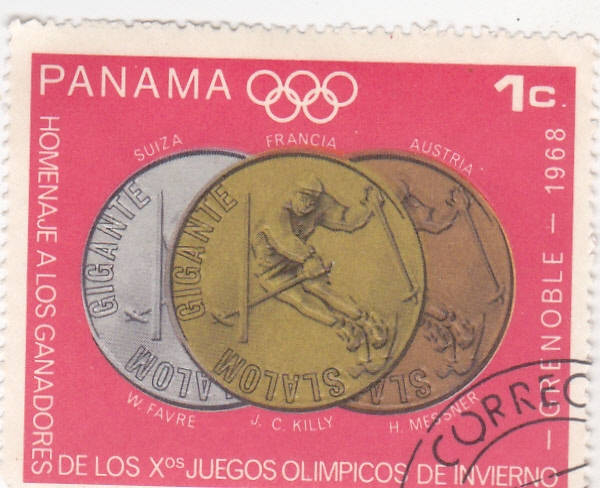 PANAMA
1c.
SUIZA
FRANCIA
AUSTRIA
GIGANTE
SLALOM
GIGANTE
SLALOM
SLA
W. FAVRE
J. C. KILLY
H. MESSNER
HOMENAJE A LOS GANADORES
DE LOS Xos JUEGOS OLIMPICOS DE INVIERNO
— GRENOBLE — 1968
CORREO